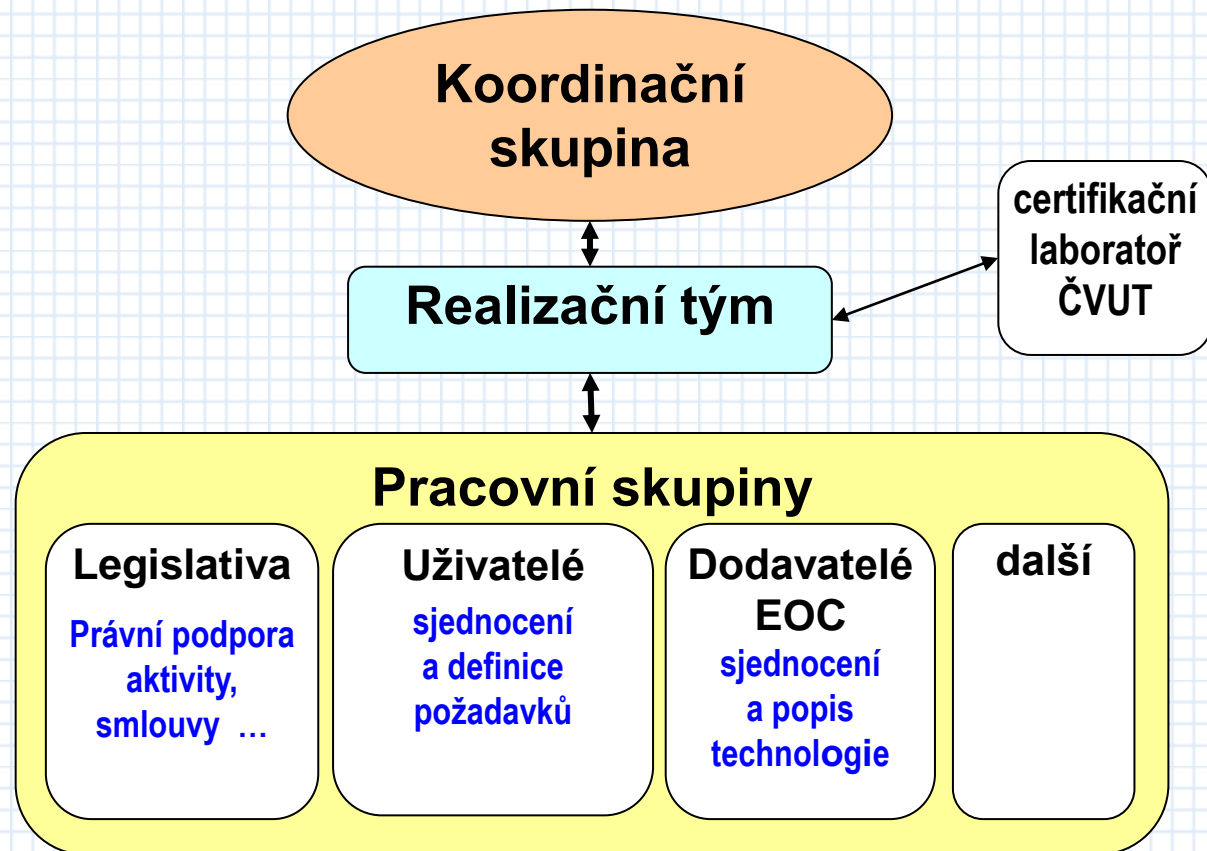 Koordinační
skupina
certifikační
laboratoř
ČVUT
Realizační tým
Pracovní skupiny
Legislativa
Právní podpora
aktivity,
smlouvy …
Uživatelé
sjednocení
a definice
požadavků
Dodavatelé
EOC
sjednocení
a popis
technologie
další